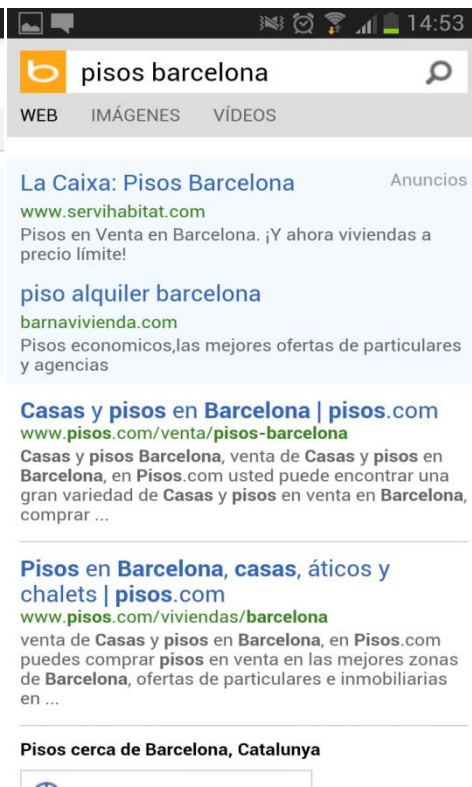 14:53
b pisos barcelona
WEB IMÁGENES VÍDEOS
La Caixa: Pisos Barcelona Anuncios
www.servihabitat.com
Pisos en Venta en Barcelona. ¡Y ahora viviendas a
precio límite!
piso alquiler barcelona
barnavivienda.com
Pisos economicos,las mejores ofertas de particulares
y agencias
Casas y pisos en Barcelona | pisos.com
www.pisos.com/venta/pisos-barcelona
Casas y pisos Barcelona, venta de Casas y pisos en
Barcelona, en Pisos.com usted puede encontrar una
gran variedad de Casas y pisos en venta en Barcelona,
comprar ...
Pisos en Barcelona, casas, áticos y
chalets | pisos.com
www.pisos.com/viviendas/barcelona
venta de Casas y pisos en Barcelona, en Pisos.com
puedes comprar pisos en venta en las mejores zonas
de Barcelona, ofertas de particulares e inmobiliarias
en ...
Pisos cerca de Barcelona, Catalunya